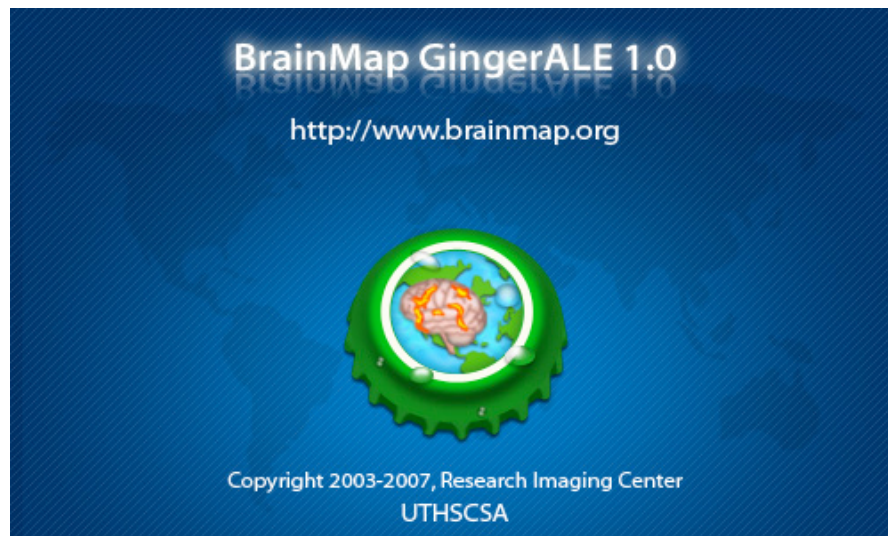 BrainMap GingerALE 1.0
http://www.brainmap.org
Copyright 2003-2007, Research Imaging Center
UTHSCSA